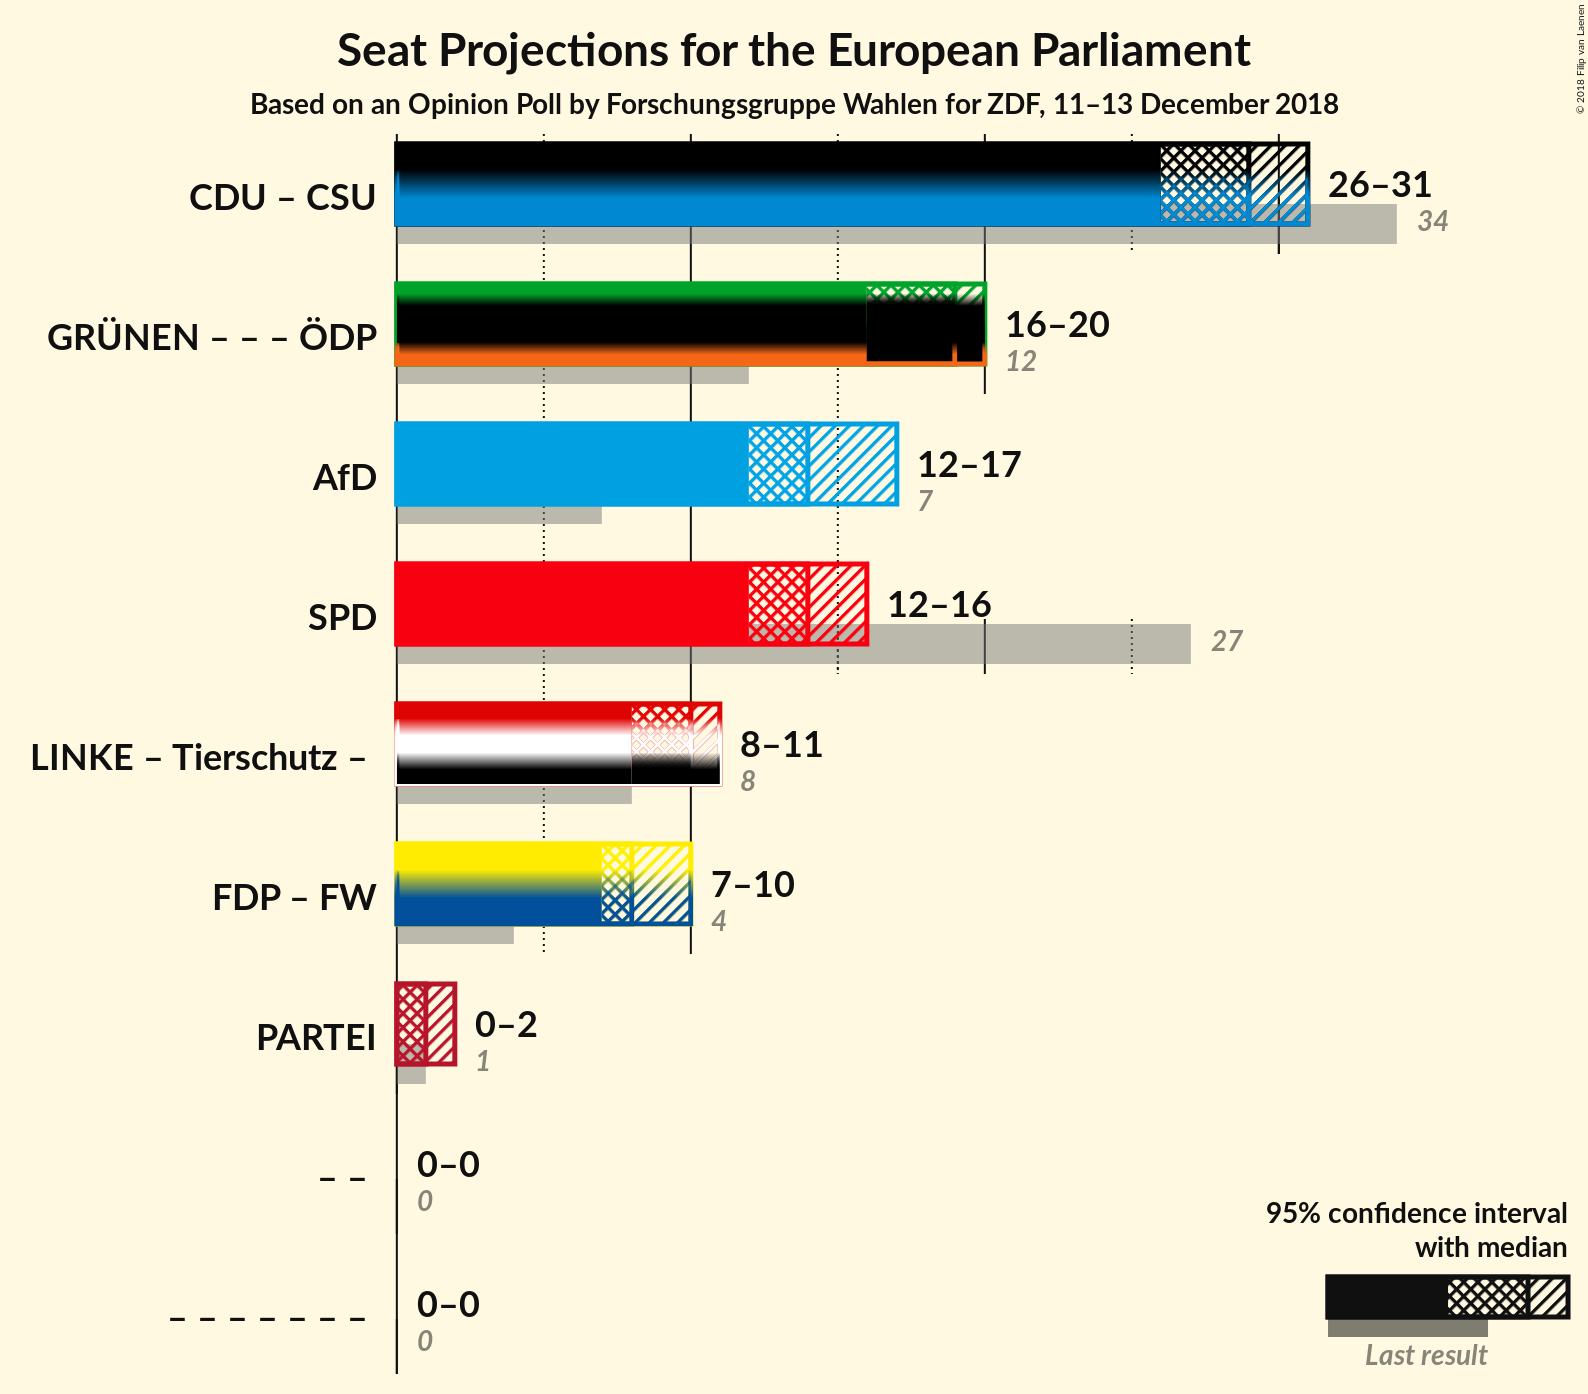 Seat Projections for the European Parliament
Based on an Opinion Poll by Forschungsgruppe Wahlen for ZDF, 11–13 December 2018
© 2018 Filip van Laenen
CDU – CSU
26–31
34
GRÜNEN – – – ÖDP
16–20
12
AfD
12–17
7
SPD
12–16
27
LINKE – Tierschutz –
8–11
8
FDP – FW
7–10
4
PARTEI
0–2
1
– –
0–0
0
– – – – – – –
0–0
0
95% confidence interval
with median
Last result